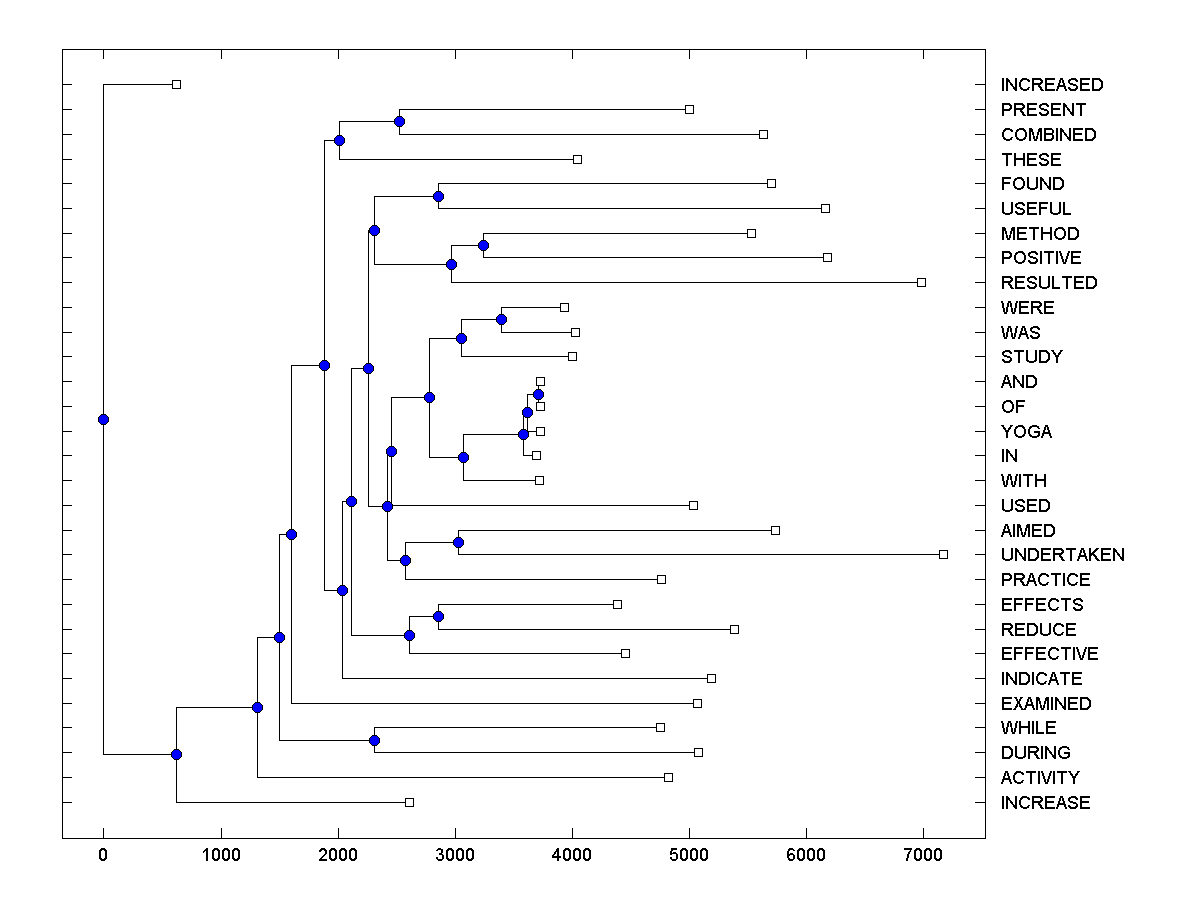 INCREASED
PRESENT
COMBINED
THESE
FOUND
USEFUL
METHOD
POSITIVE
RESULTED
WERE
WAS
STUDY
AND
OF
YOGA
IN
WITH
USED
AIMED
UNDERTAKEN
PRACTICE
EFFECTS
REDUCE
EFFECTIVE
INDICATE
EXAMINED
WHILE
DURING
ACTIVITY
INCREASE
0 1000 2000 3000 4000 5000 6000 7000